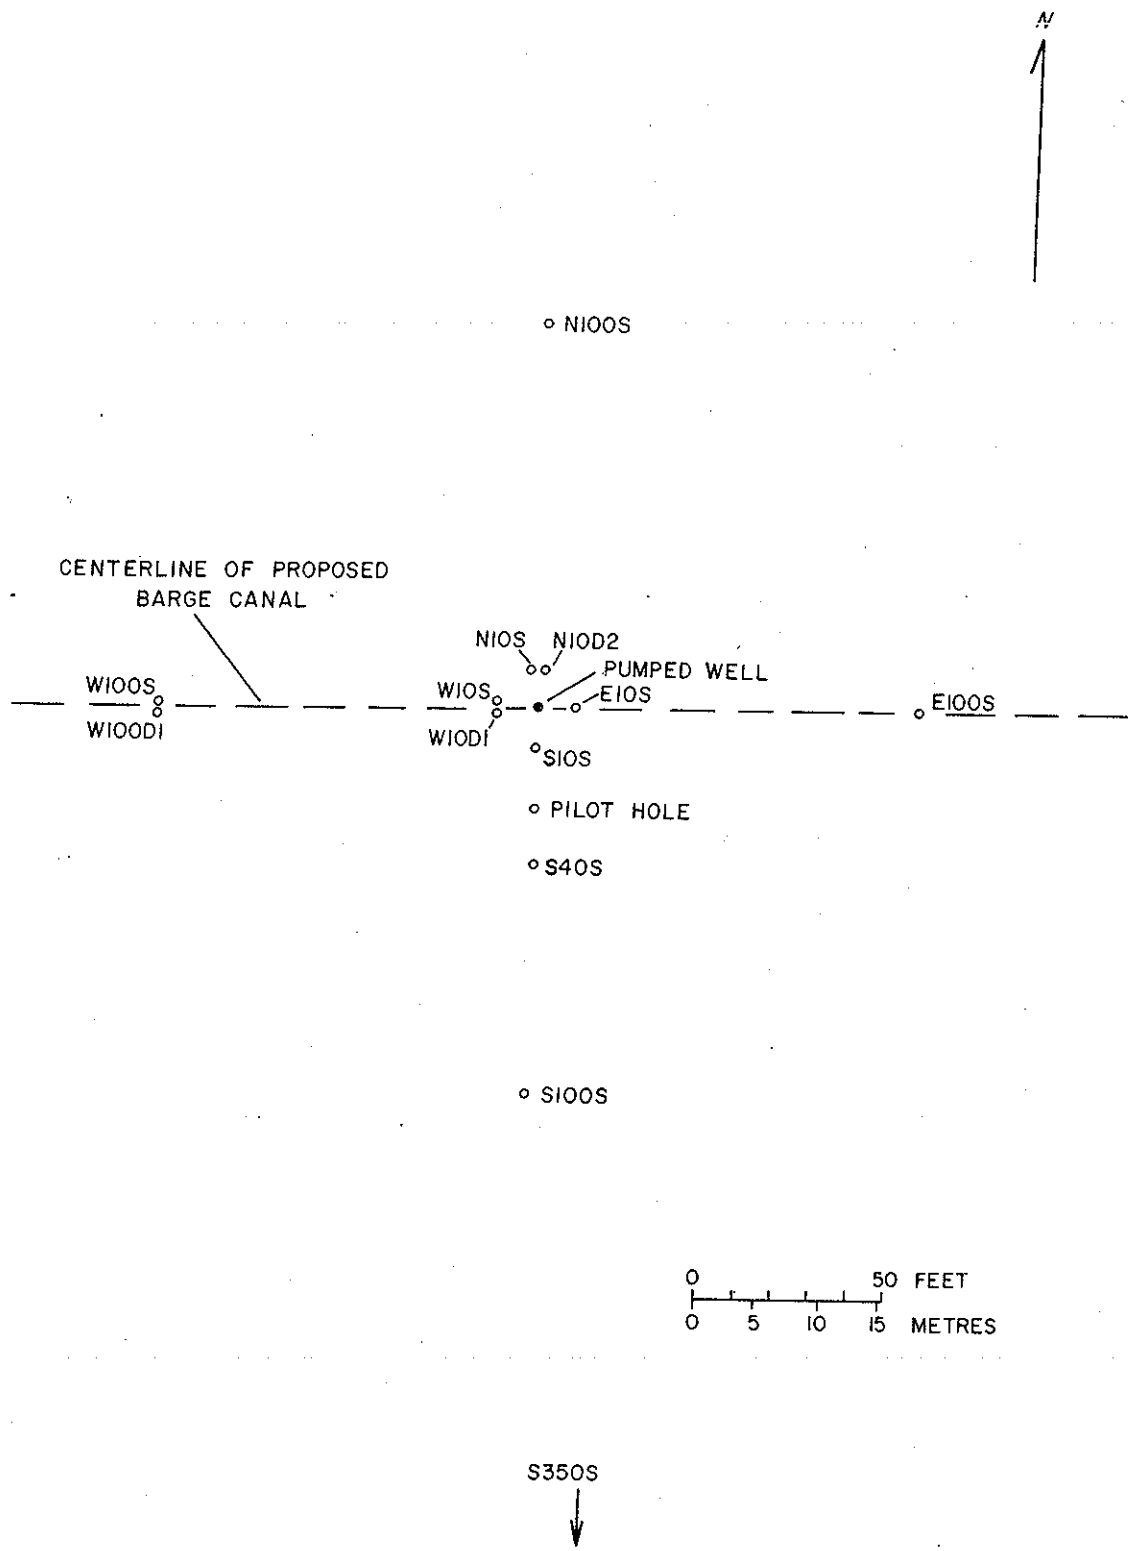 N
N100S
CENTERLINE OF PROPOSED
BARGE CANAL
N10S
N10D2
PUMPED WELL
W100S
W10S
E10S
E100S
W100D1
W10D1
S10S
PILOT HOLE
S40S
S100S
0 50 FEET
0 5 10 15 METRES
S350S